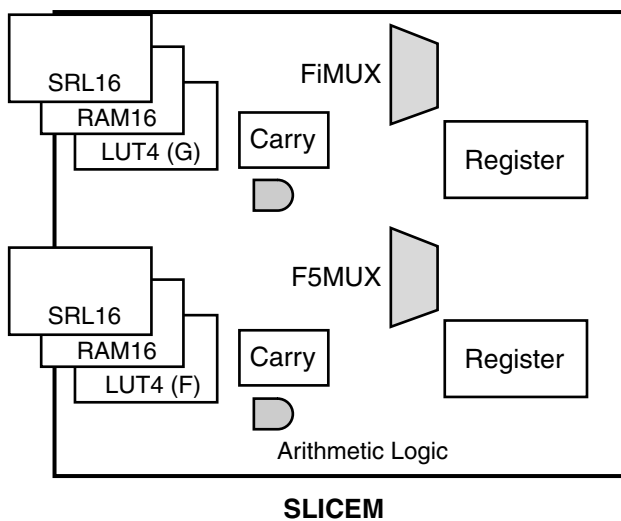 SRL16
RAM16
LUT4 (G)
FiMUX
Carry
Register
SRL16
RAM16
LUT4 (F)
F5MUX
Carry
Register
Arithmetic Logic
SLICEM